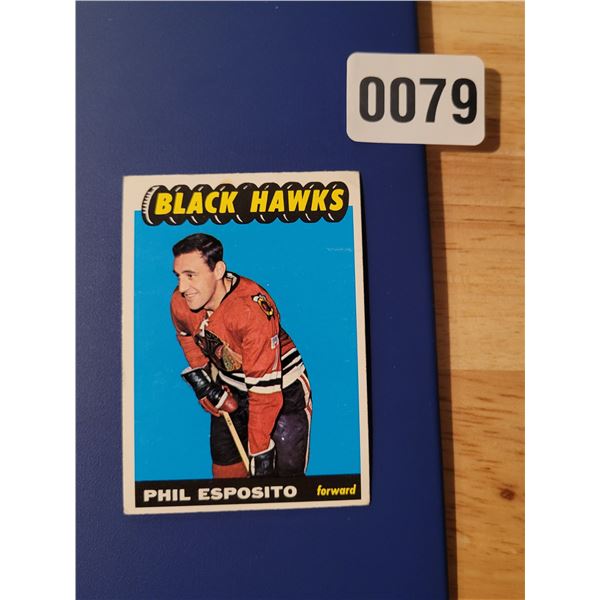 0079
BLACK HAWKS
PHIL ESPOSITO forward